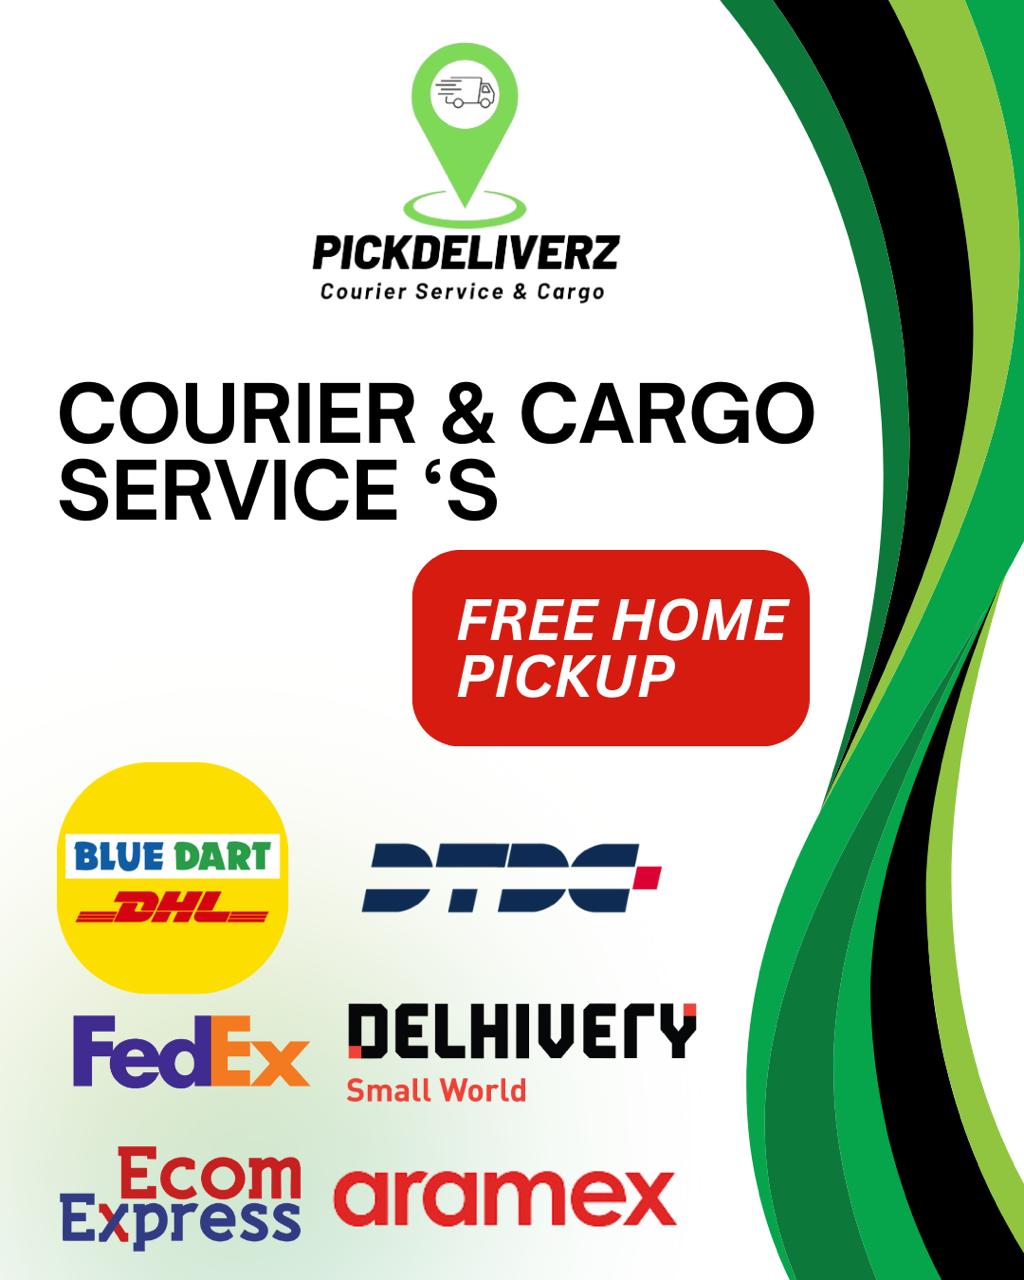 PICKDELIVERZ
Courier Service & Cargo
COURIER & CARGO
SERVICE ‘S
FREE HOME
PICKUP
BLUE DART
DHL
DTDC
FedEx
DELHIVERY
Small World
Ecom
Express
aramex